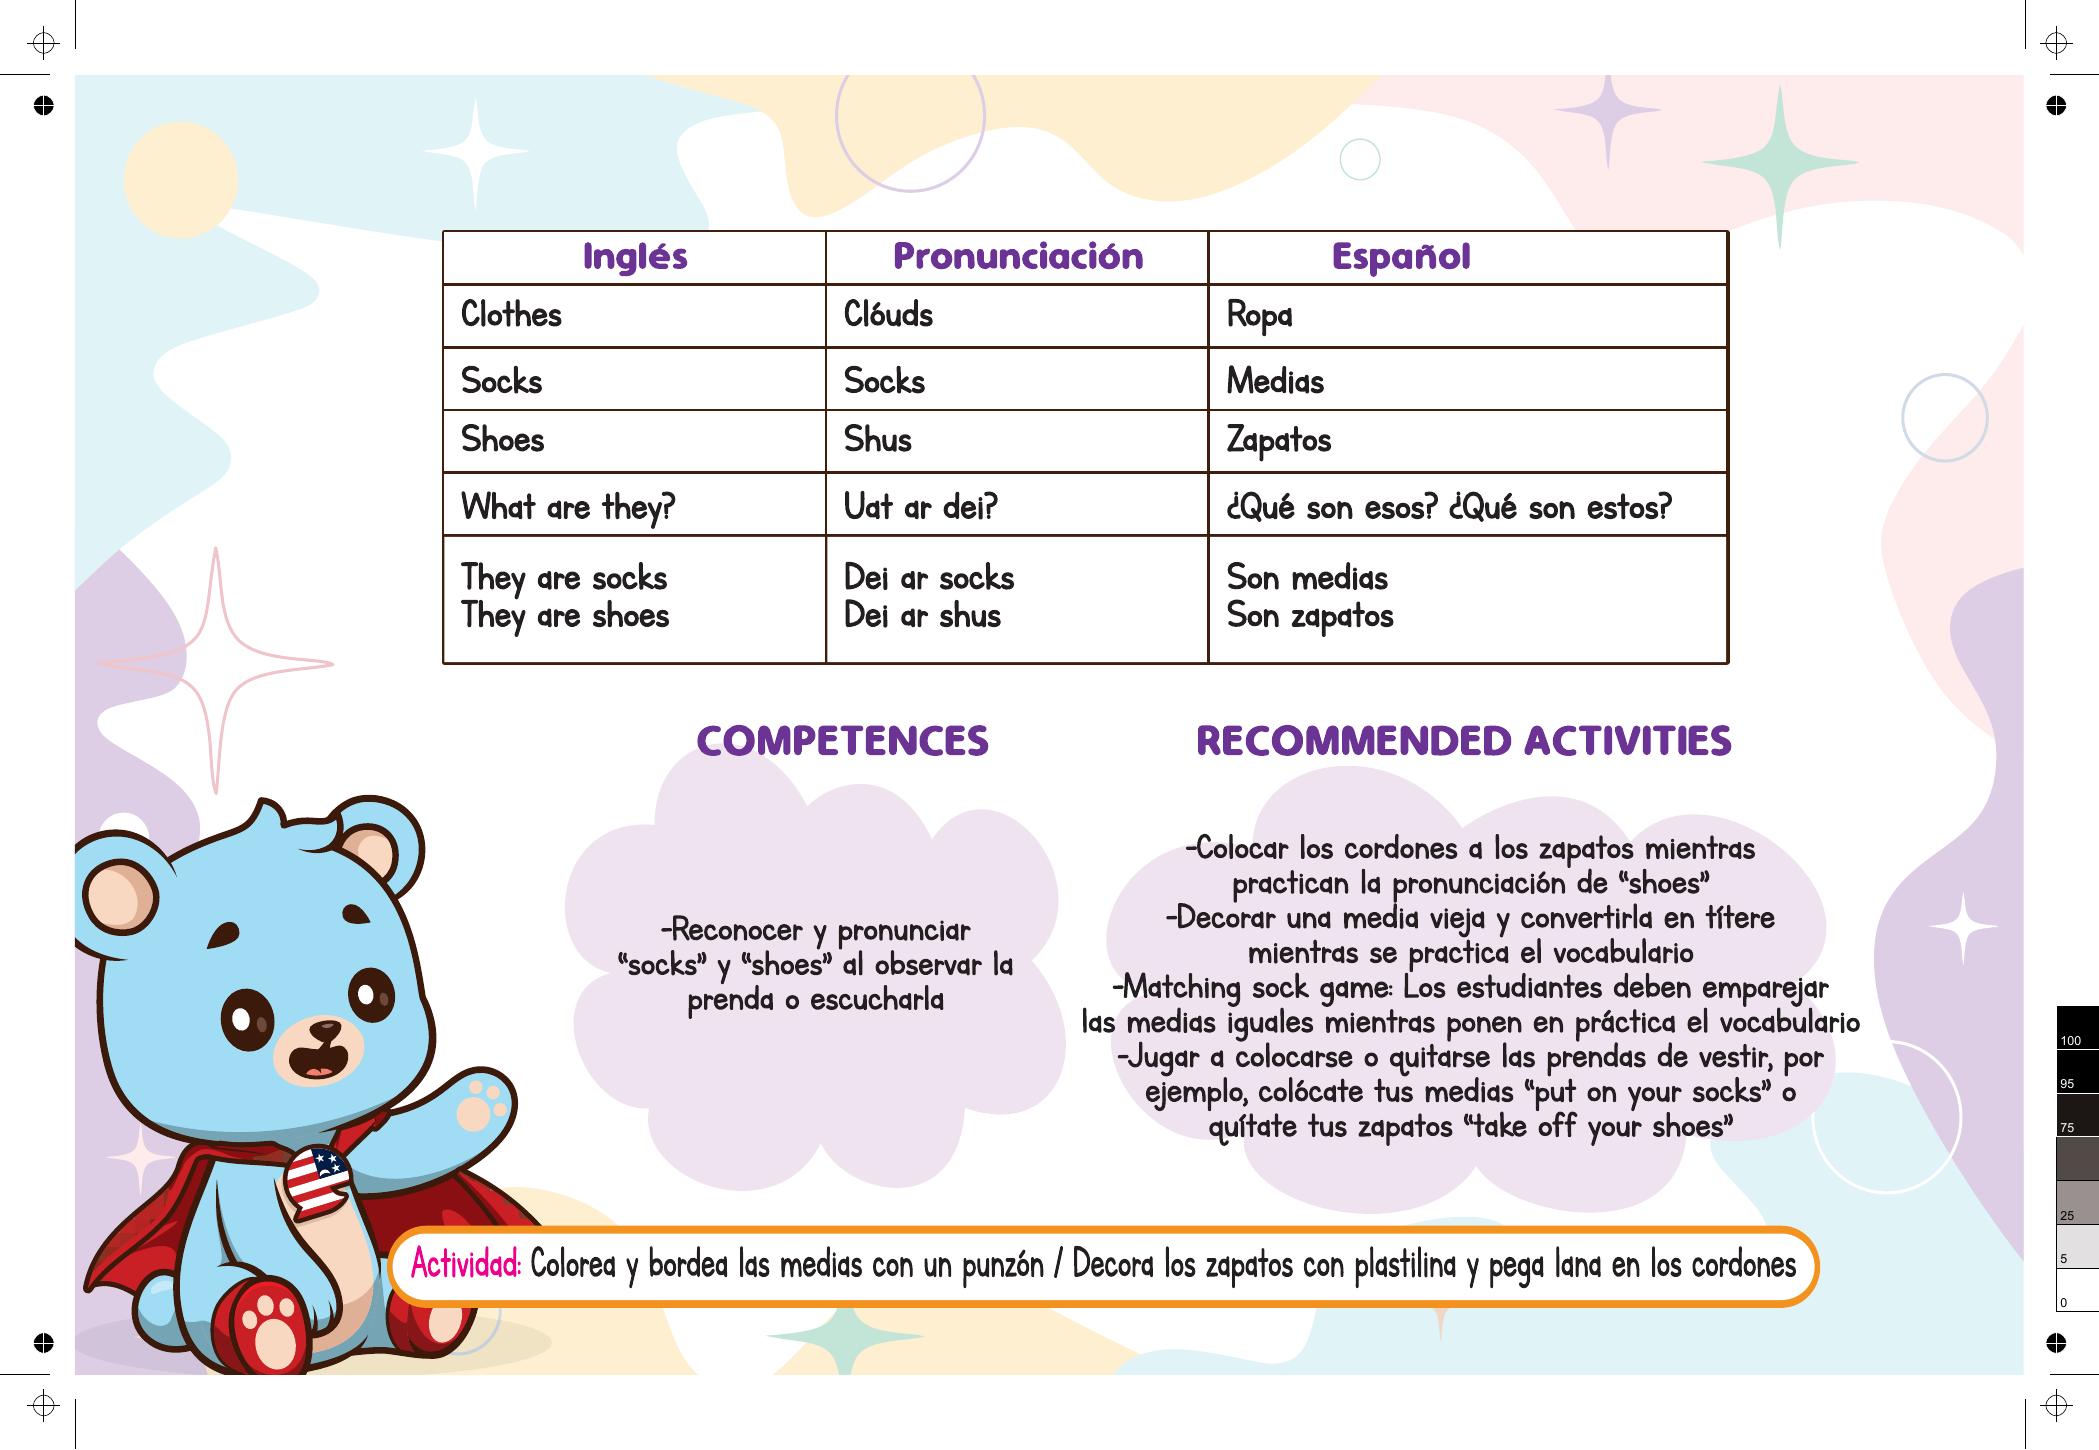 Inglés Pronunciación Español
Clothes Clóuds Ropa
Socks Socks Medias
Shoes Shus Zapatos
What are they? Uat ar dei? ¿Qué son esos? ¿Qué son estos?
They are socks Dei ar socks Son medias
They are shoes Dei ar shus Son zapatos
COMPETENCES
-Reconocer y pronunciar
“socks” y “shoes” al observar la
prenda o escucharla
RECOMMENDED ACTIVITIES
-Colocar los cordones a los zapatos mientras
practican la pronunciación de “shoes”
-Decorar una media vieja y convertirla en títere
mientras se practica el vocabulario
-Matching sock game: Los estudiantes deben emparejar
las medias iguales mientras ponen en práctica el vocabulario
-Jugar a colocarse o quitarse las prendas de vestir, por
ejemplo, colócate tus medias “put on your socks” o
quítate tus zapatos “take off your shoes”
Actividad: Colorea y bordea las medias con un punzón / Decora los zapatos con plastilina y pega lana en los cordones
100
95
75
25
5
0